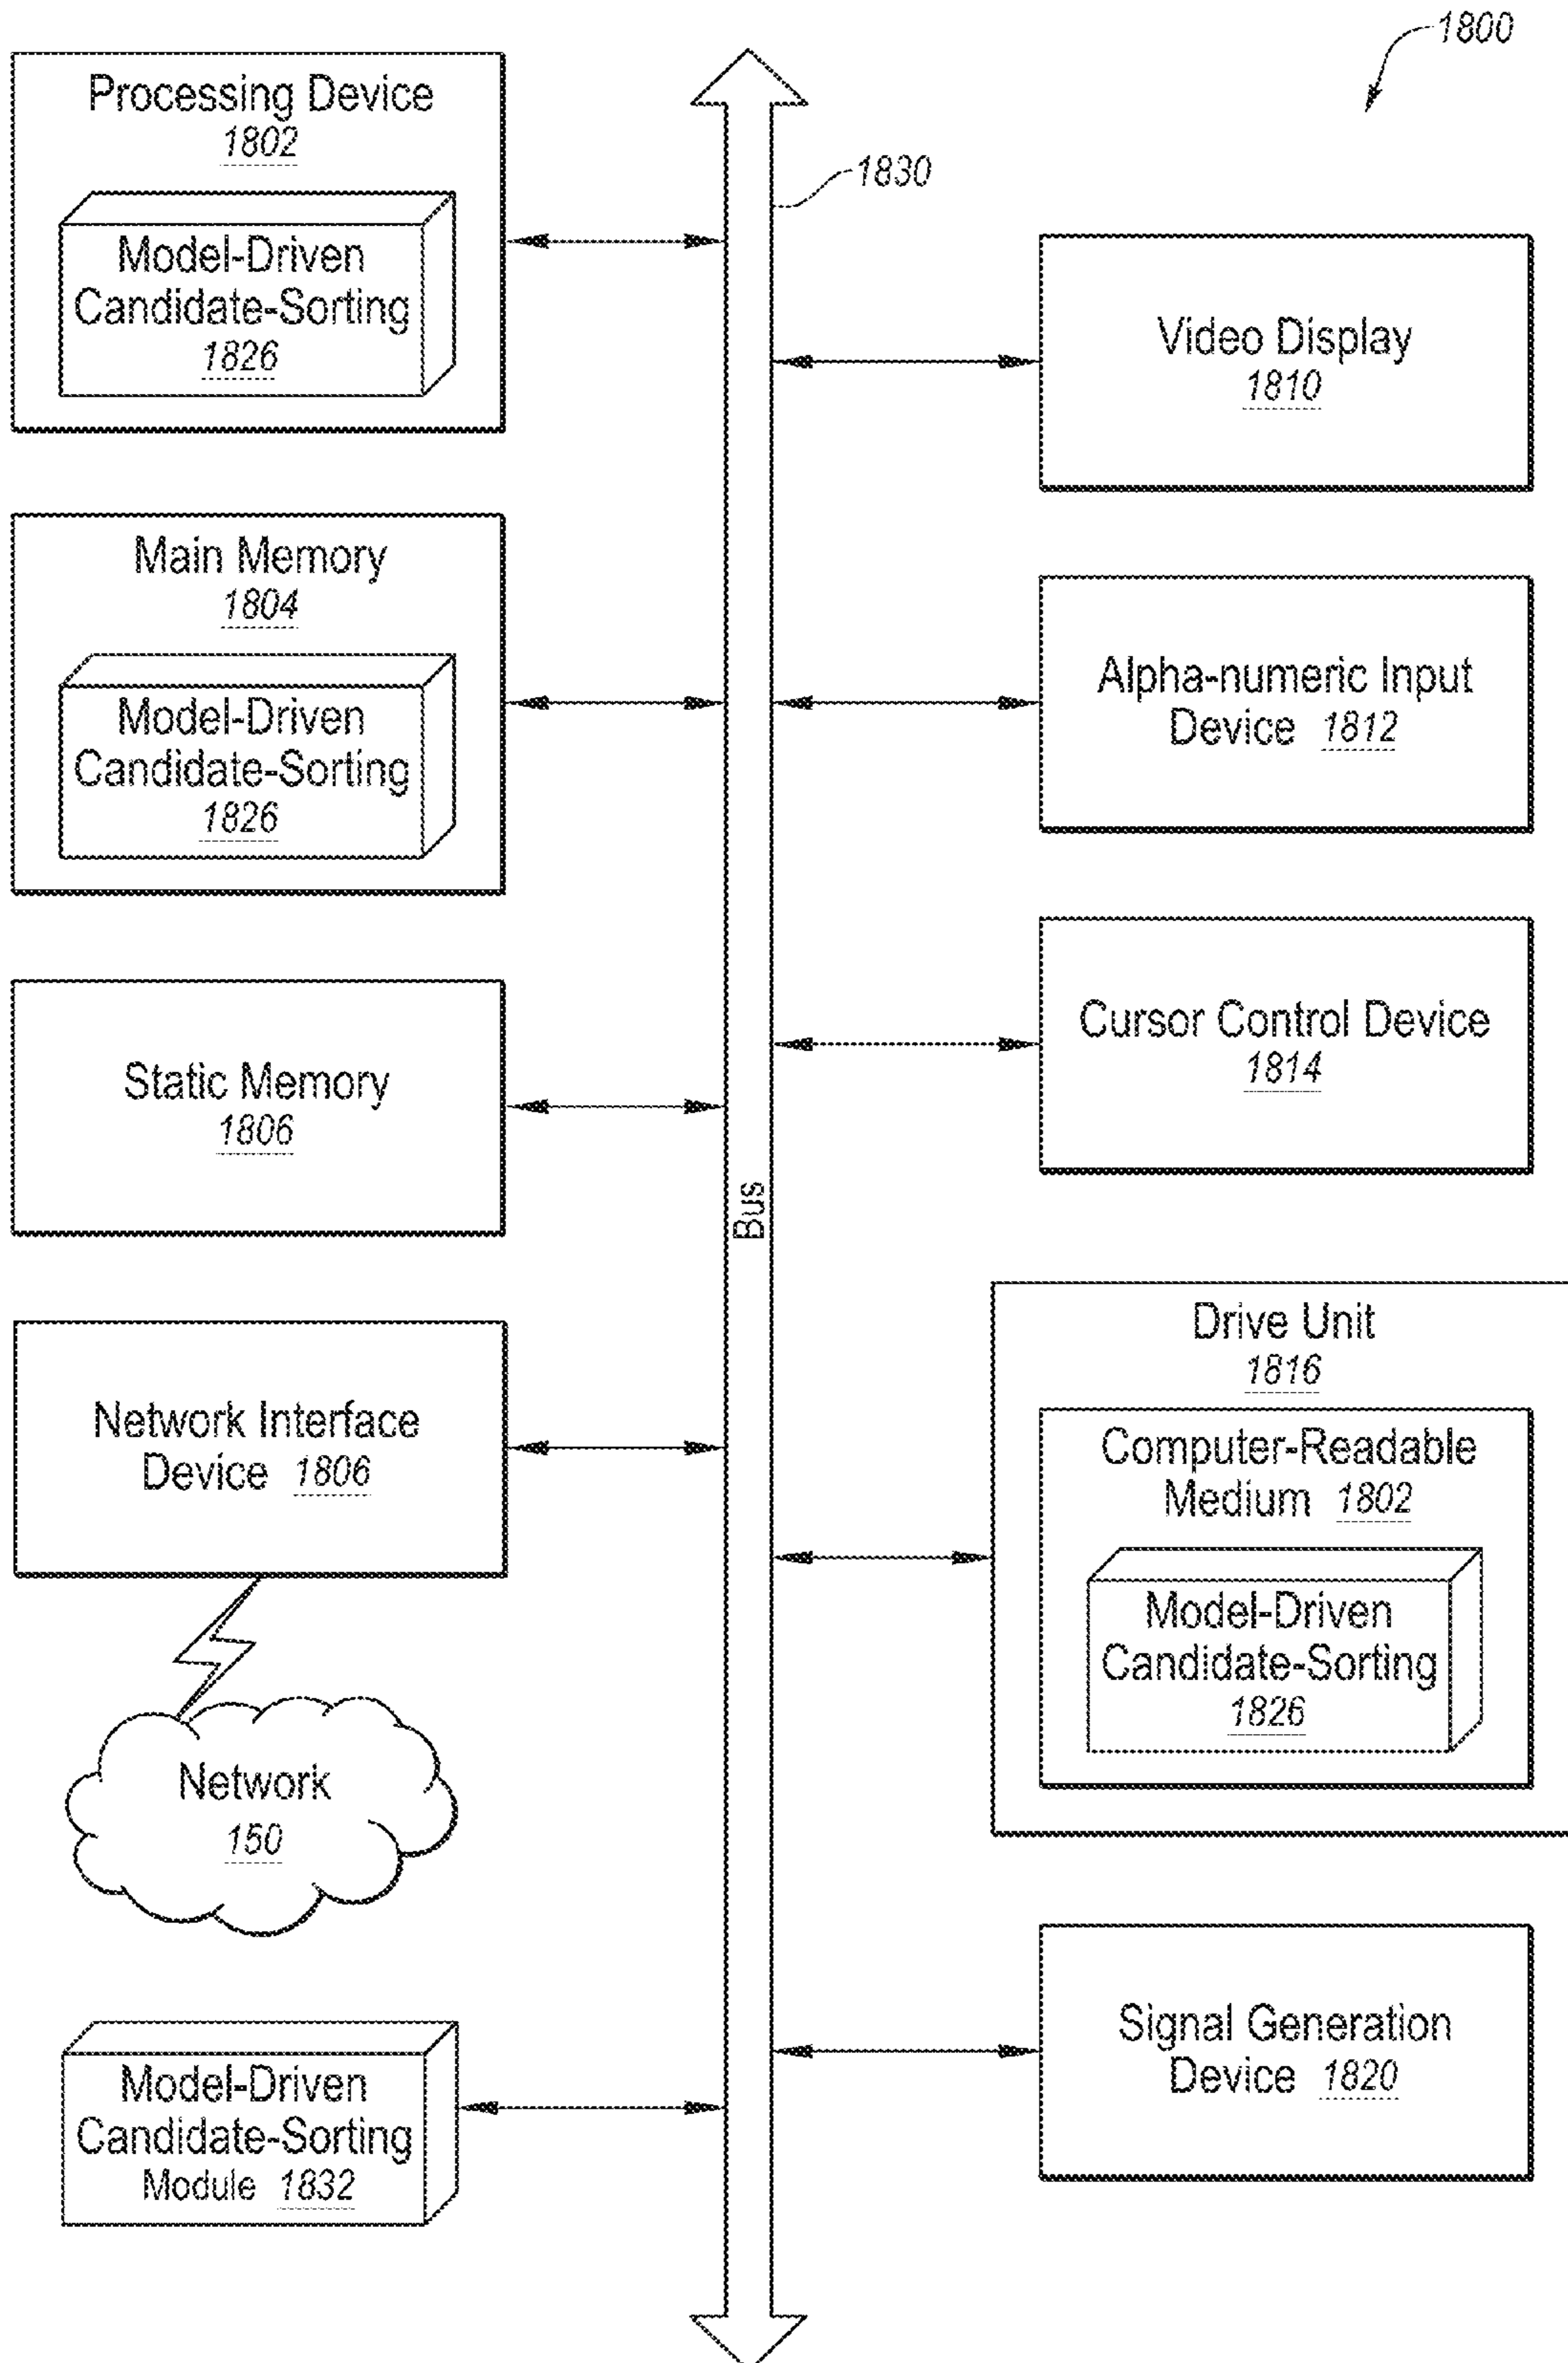 1800
Processing Device
1802
Model-Driven
Candidate-Sorting
1826
1830
Video Display
1810
Main Memory
1804
Model-Driven
Candidate-Sorting
1826
Alpha-numeric Input
Device 1812
Static Memory
1806
Cursor Control Device
1814
Bus
Network Interface
Device 1806
Drive Unit
1816
Computer-Readable
Medium 1802
Model-Driven
Candidate-Sorting
1826
Network
150
Model-Driven
Candidate-Sorting
Module 1832
Signal Generation
Device 1820